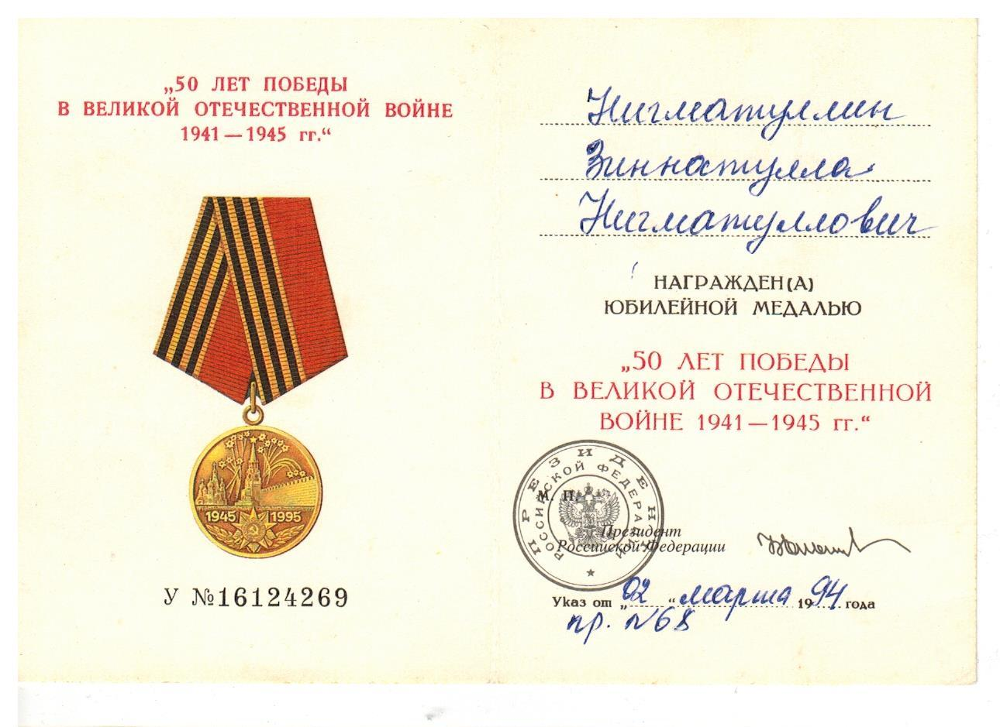 „50 ЛЕТ ПОБЕДЫ
В ВЕЛИКОЙ ОТЕЧЕСТВЕННОЙ ВОЙНЕ
1941—1945 гг.“
1945 1995
У №16124269
Нигматуллин
Зиннатулла
Нигматуллович
НАГРАЖДЕН(А)
ЮБИЛЕЙНОЙ МЕДАЛЬЮ
„50 ЛЕТ ПОБЕДЫ
В ВЕЛИКОЙ ОТЕЧЕСТВЕННОЙ
ВОЙНЕ 1941—1945 гг.“
ПРЕЗИДЕНТ
РОССИЙСКОЙ ФЕДЕРАЦИИ
М. П.
Президент
Российской Федерации
Указ от „02“ марта 1994 года
пр. N68